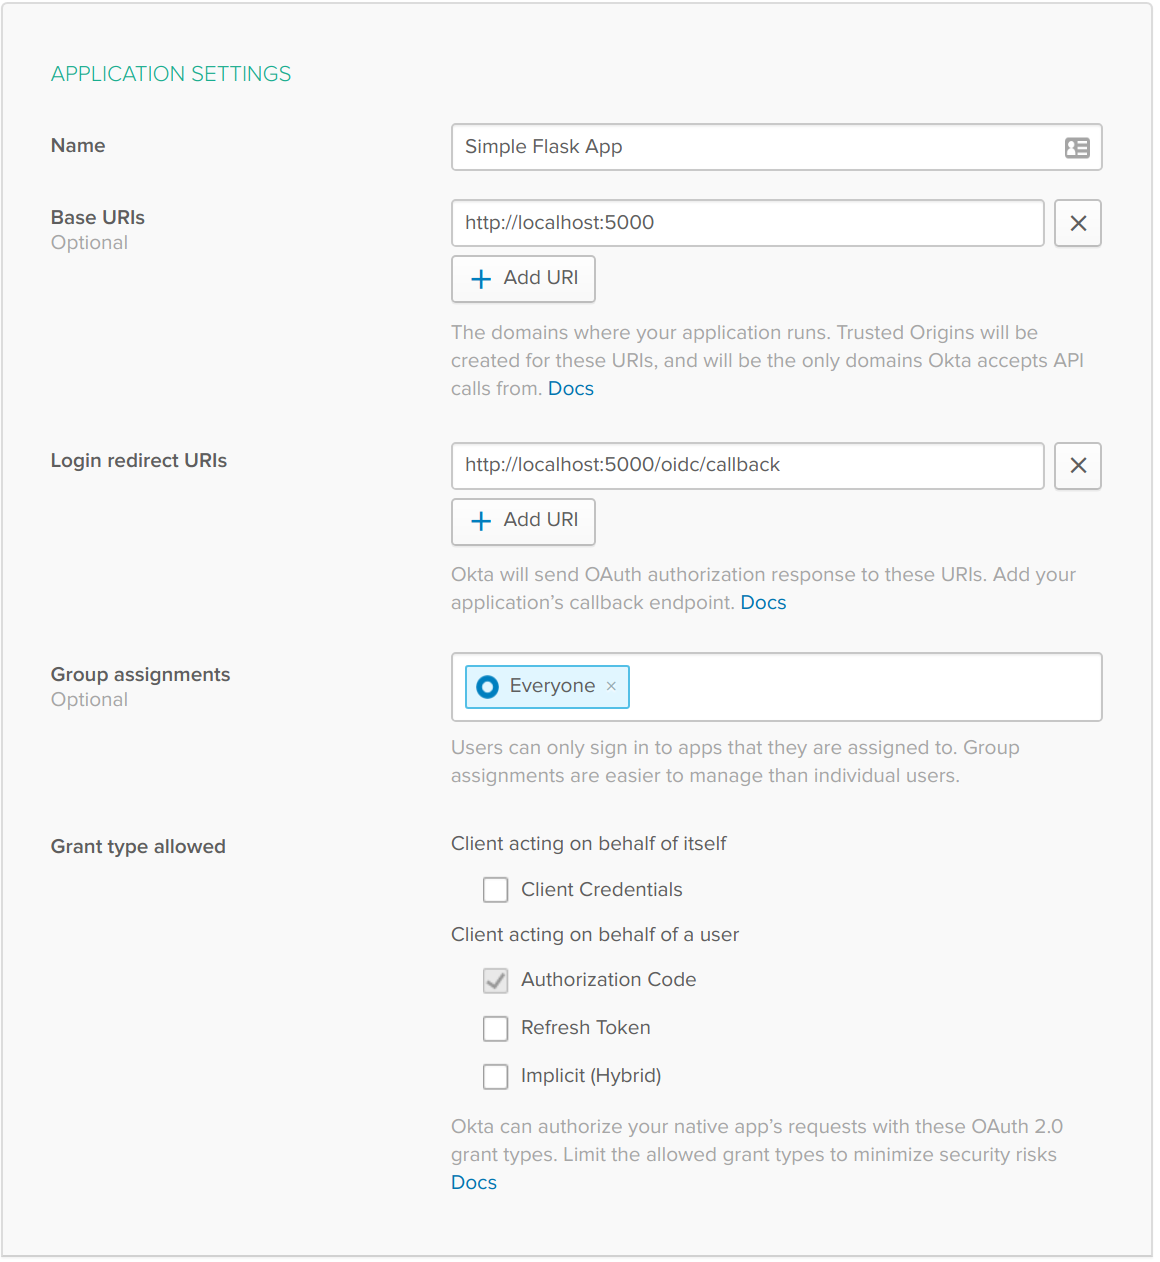 APPLICATION SETTINGS
Name
Simple Flask App
Base URIs
Optional
http://localhost:5000
Add URI
The domains where your application runs. Trusted Origins will be
created for these URIs, and will be the only domains Okta accepts API
calls from. Docs
Login redirect URIs
http://localhost:5000/oidc/callback
Add URI
Okta will send OAuth authorization response to these URIs. Add your
application’s callback endpoint. Docs
Group assignments
Optional
Everyone
Users can only sign in to apps that they are assigned to. Group
assignments are easier to manage than individual users.
Grant type allowed
Client acting on behalf of itself
Client Credentials
Client acting on behalf of a user
Authorization Code
Refresh Token
Implicit (Hybrid)
Okta can authorize your native app’s requests with these OAuth 2.0
grant types. Limit the allowed grant types to minimize security risks
Docs